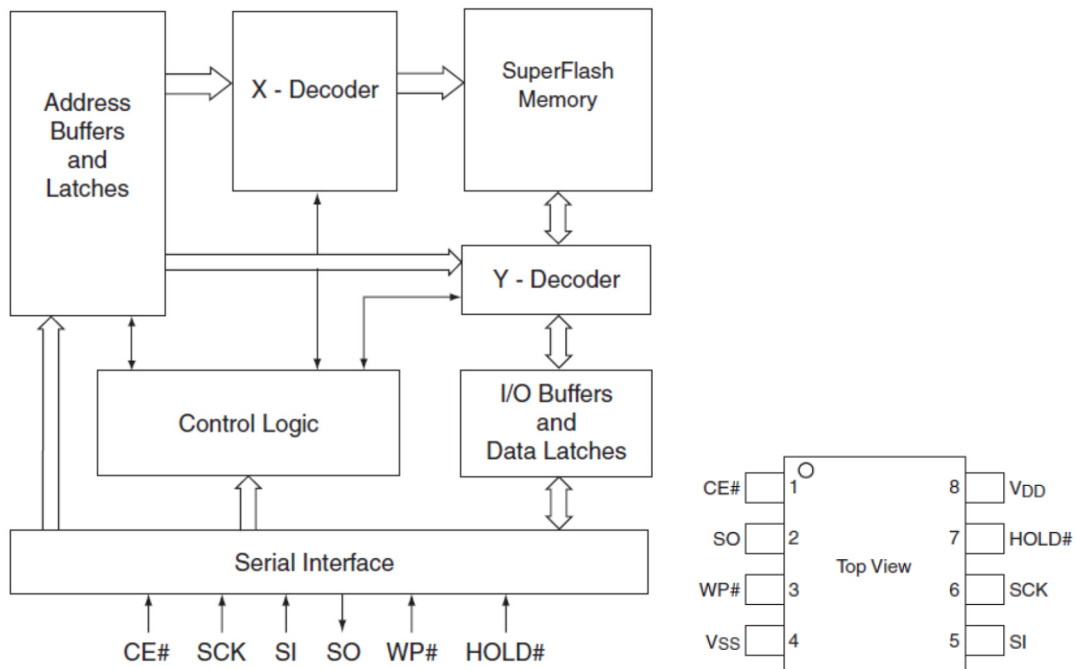 Address
Buffers
and
Latches
X - Decoder
SuperFlash
Memory
Y - Decoder
Control Logic
I/O Buffers
and
Data Latches
Serial Interface
CE# SCK SI SO WP# HOLD#
CE# 1 8 VDD
SO 2 7 HOLD#
Top View
WP# 3 6 SCK
VSS 4 5 SI